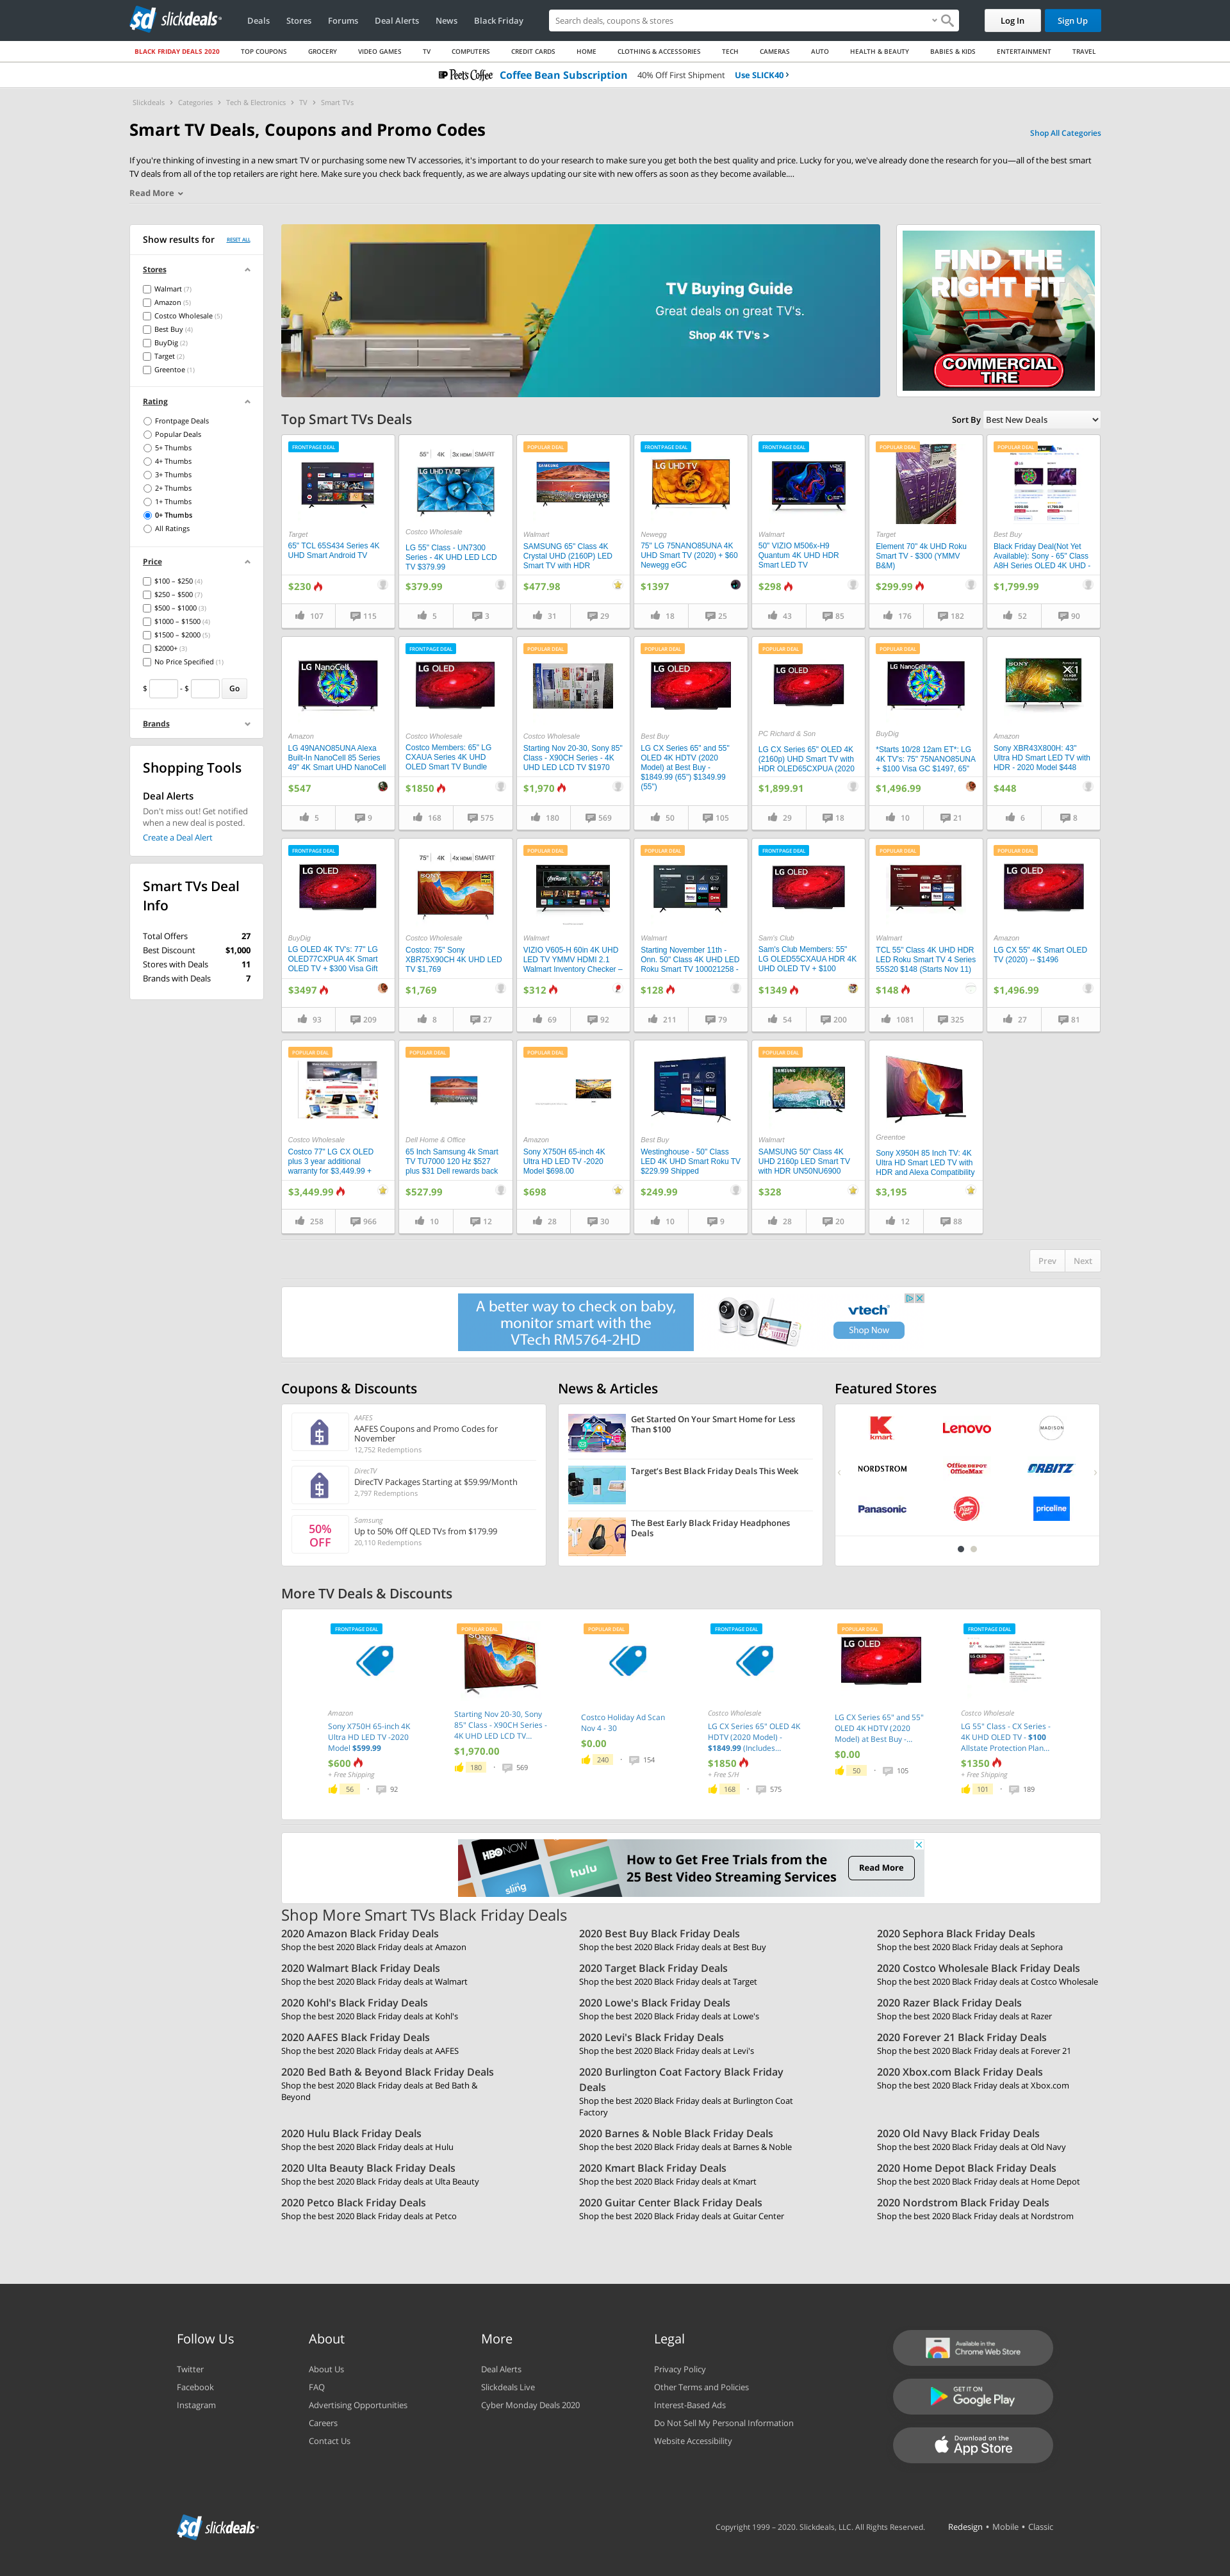 slickdeals
Deals Stores Forums Deal Alerts News Black Friday
Search deals, coupons & stores
Log In Sign Up
BLACK FRIDAY DEALS 2020 TOP COUPONS GROCERY VIDEO GAMES TV COMPUTERS CREDIT CARDS HOME CLOTHING & ACCESSORIES TECH CAMERAS AUTO HEALTH & BEAUTY BABIES & KIDS ENTERTAINMENT TRAVEL
Peet's Coffee Coffee Bean Subscription 40% Off First Shipment Use SLICK40 >
Slickdeals > Categories > Tech & Electronics > TV > Smart TVs
Smart TV Deals, Coupons and Promo Codes
Shop All Categories
If you're thinking of investing in a new smart TV or purchasing some new TV accessories, it's important to do your research to make sure you get both the best quality and price. Lucky for you, we've already done the research for you—all of the best smart
TV deals from all of the top retailers are right here. Make sure you check back frequently, as we are always updating our site with new offers as soon as they become available....
Read More
Show results for RESET ALL
Stores
Walmart (7)
Amazon (5)
Costco Wholesale (5)
Best Buy (4)
BuyDig (2)
Target (2)
Greentoe (1)
Rating
Frontpage Deals
Popular Deals
5+ Thumbs
4+ Thumbs
3+ Thumbs
2+ Thumbs
1+ Thumbs
0+ Thumbs
All Ratings
Price
$100 – $250 (4)
$250 – $500 (7)
$500 – $1000 (3)
$1000 – $1500 (4)
$1500 – $2000 (5)
$2000+ (3)
No Price Specified (1)
$ - $ Go
Brands
Shopping Tools
Deal Alerts
Don't miss out! Get notified
when a new deal is posted.
Create a Deal Alert
Smart TVs Deal
Info
Total Offers 27
Best Discount $1,000
Stores with Deals 11
Brands with Deals 7
TV Buying Guide
Great deals on great TV's.
Shop 4K TV's >
FIND THE
RIGHT FIT
COMMERCIAL
TIRE
Top Smart TVs Deals
Sort By Best New Deals
FRONTPAGE DEAL
Target
65" TCL 65S434 Series 4K
UHD Smart Android TV
$230
107 115
55" 4K 3x HDMI SMART
LG UHD TV
Costco Wholesale
LG 55" Class - UN7300
Series - 4K UHD LED LCD
TV $379.99
$379.99
5 3
POPULAR DEAL
SAMSUNG
Crystal UHD
Walmart
SAMSUNG 65" Class 4K
Crystal UHD (2160P) LED
Smart TV with HDR
$477.98
31 29
FRONTPAGE DEAL
LG UHD TV
Newegg
75" LG 75NANO85UNA 4K
UHD Smart TV (2020) + $60
Newegg eGC
$1397
18 25
FRONTPAGE DEAL
Walmart
50" VIZIO M506x-H9
Quantum 4K UHD HDR
Smart LED TV
$298
43 85
POPULAR DEAL
Target
Element 70" 4k UHD Roku
Smart TV - $300 (YMMV
B&M)
$299.99
176 182
POPULAR DEAL
Best Buy
Black Friday Deal(Not Yet
Available): Sony - 65" Class
A8H Series OLED 4K UHD -
$1,799.99
52 90
LG NanoCell
Amazon
LG 49NANO85UNA Alexa
Built-In NanoCell 85 Series
49" 4K Smart UHD NanoCell
$547
5 9
FRONTPAGE DEAL
LG OLED
Costco Wholesale
Costco Members: 65" LG
CXAUA Series 4K UHD
OLED Smart TV Bundle
$1850
168 575
POPULAR DEAL
Costco Wholesale
Starting Nov 20-30, Sony 85"
Class - X90CH Series - 4K
UHD LED LCD TV $1970
$1,970
180 569
POPULAR DEAL
LG OLED
Best Buy
LG CX Series 65" and 55"
OLED 4K HDTV (2020
Model) at Best Buy -
$1849.99 (65") $1349.99
(55")
50 105
POPULAR DEAL
LG OLED
PC Richard & Son
LG CX Series 65" OLED 4K
(2160p) UHD Smart TV with
HDR OLED65CXPUA (2020
$1,899.91
29 18
POPULAR DEAL
LG NanoCell
BuyDig
*Starts 10/28 12am ET*: LG
4K TV's: 75" 75NANO85UNA
+ $100 Visa GC $1497, 65"
$1,496.99
10 21
SONY
X1
Amazon
Sony XBR43X800H: 43"
Ultra HD Smart LED TV with
HDR - 2020 Model $448
$448
6 8
FRONTPAGE DEAL
LG OLED
BuyDig
LG OLED 4K TV's: 77" LG
OLED77CXPUA 4K Smart
OLED TV + $300 Visa Gift
$3497
93 209
75" 4K 4x HDMI SMART
SONY
Costco Wholesale
Costco: 75" Sony
XBR75X90CH 4K UHD LED
TV $1,769
$1,769
8 27
POPULAR DEAL
Walmart
VIZIO V605-H 60in 4K UHD
LED TV YMMV HDMI 2.1
Walmart Inventory Checker –
$312
69 92
POPULAR DEAL
Walmart
Starting November 11th -
Onn. 50" Class 4K UHD LED
Roku Smart TV 100021258 -
$128
211 79
FRONTPAGE DEAL
LG OLED
Sam's Club
Sam's Club Members: 55"
LG OLED55CXAUA HDR 4K
UHD OLED TV + $100
$1349
54 200
POPULAR DEAL
Walmart
TCL 55" Class 4K UHD HDR
LED Roku Smart TV 4 Series
55S20 $148 (Starts Nov 11)
$148
1081 325
POPULAR DEAL
LG OLED
Amazon
LG CX 55" 4K Smart OLED
TV (2020) -- $1496
$1,496.99
27 81
POPULAR DEAL
Costco Wholesale
Costco 77" LG CX OLED
plus 3 year additional
warranty for $3,449.99 +
$3,449.99
258 966
POPULAR DEAL
Dell Home & Office
65 Inch Samsung 4k Smart
TV TU7000 120 Hz $527
plus $31 Dell rewards back
$527.99
10 12
POPULAR DEAL
Amazon
Sony X750H 65-inch 4K
Ultra HD LED TV -2020
Model $698.00
$698
28 30
Best Buy
Westinghouse - 50" Class
LED 4K UHD Smart Roku TV
$229.99 Shipped
$249.99
10 9
POPULAR DEAL
SAMSUNG
UHD TV
Walmart
SAMSUNG 50" Class 4K
UHD 2160p LED Smart TV
with HDR UN50NU6900
$328
28 20
Greentoe
Sony X950H 85 Inch TV: 4K
Ultra HD Smart LED TV with
HDR and Alexa Compatibility
$3,195
12 88
Prev Next
A better way to check on baby,
monitor smart with the
VTech RM5764-2HD
vtech
Shop Now
Coupons & Discounts
AAFES
AAFES Coupons and Promo Codes for
November
12,752 Redemptions
DirecTV
DirecTV Packages Starting at $59.99/Month
2,797 Redemptions
50%
OFF
Samsung
Up to 50% Off QLED TVs from $179.99
20,110 Redemptions
News & Articles
Get Started On Your Smart Home for Less
Than $100
Target's Best Black Friday Deals This Week
The Best Early Black Friday Headphones
Deals
Featured Stores
kmart Lenovo MADISON
NORDSTROM Office DEPOT OfficeMax ORBITZ
Panasonic Pizza Hut priceline
More TV Deals & Discounts
FRONTPAGE DEAL
Amazon
Sony X750H 65-inch 4K
Ultra HD LED TV -2020
Model $599.99
$600
+ Free Shipping
56 92
POPULAR DEAL
SONY
Starting Nov 20-30, Sony
85" Class - X90CH Series -
4K UHD LED LCD TV...
$1,970.00
180 569
POPULAR DEAL
Costco Holiday Ad Scan
Nov 4 - 30
$0.00
240 154
FRONTPAGE DEAL
Costco Wholesale
LG CX Series 65" OLED 4K
HDTV (2020 Model) -
$1849.99 (Includes...
$1850
+ Free S/H
168 575
POPULAR DEAL
LG OLED
LG CX Series 65" and 55"
OLED 4K HDTV (2020
Model) at Best Buy -...
$0.00
50 105
FRONTPAGE DEAL
Costco Wholesale
LG 55" Class - CX Series -
4K UHD OLED TV - $100
Allstate Protection Plan...
$1350
+ Free Shipping
101 189
HBO NOW
hulu
sling
How to Get Free Trials from the
25 Best Video Streaming Services
Read More
Shop More Smart TVs Black Friday Deals
2020 Amazon Black Friday Deals
Shop the best 2020 Black Friday deals at Amazon
2020 Best Buy Black Friday Deals
Shop the best 2020 Black Friday deals at Best Buy
2020 Sephora Black Friday Deals
Shop the best 2020 Black Friday deals at Sephora
2020 Walmart Black Friday Deals
Shop the best 2020 Black Friday deals at Walmart
2020 Target Black Friday Deals
Shop the best 2020 Black Friday deals at Target
2020 Costco Wholesale Black Friday Deals
Shop the best 2020 Black Friday deals at Costco Wholesale
2020 Kohl's Black Friday Deals
Shop the best 2020 Black Friday deals at Kohl's
2020 Lowe's Black Friday Deals
Shop the best 2020 Black Friday deals at Lowe's
2020 Razer Black Friday Deals
Shop the best 2020 Black Friday deals at Razer
2020 AAFES Black Friday Deals
Shop the best 2020 Black Friday deals at AAFES
2020 Levi's Black Friday Deals
Shop the best 2020 Black Friday deals at Levi's
2020 Forever 21 Black Friday Deals
Shop the best 2020 Black Friday deals at Forever 21
2020 Bed Bath & Beyond Black Friday Deals
Shop the best 2020 Black Friday deals at Bed Bath &
Beyond
2020 Burlington Coat Factory Black Friday
Deals
Shop the best 2020 Black Friday deals at Burlington Coat
Factory
2020 Xbox.com Black Friday Deals
Shop the best 2020 Black Friday deals at Xbox.com
2020 Hulu Black Friday Deals
Shop the best 2020 Black Friday deals at Hulu
2020 Barnes & Noble Black Friday Deals
Shop the best 2020 Black Friday deals at Barnes & Noble
2020 Old Navy Black Friday Deals
Shop the best 2020 Black Friday deals at Old Navy
2020 Ulta Beauty Black Friday Deals
Shop the best 2020 Black Friday deals at Ulta Beauty
2020 Kmart Black Friday Deals
Shop the best 2020 Black Friday deals at Kmart
2020 Home Depot Black Friday Deals
Shop the best 2020 Black Friday deals at Home Depot
2020 Petco Black Friday Deals
Shop the best 2020 Black Friday deals at Petco
2020 Guitar Center Black Friday Deals
Shop the best 2020 Black Friday deals at Guitar Center
2020 Nordstrom Black Friday Deals
Shop the best 2020 Black Friday deals at Nordstrom
Follow Us
Twitter
Facebook
Instagram
About
About Us
FAQ
Advertising Opportunities
Careers
Contact Us
More
Deal Alerts
Slickdeals Live
Cyber Monday Deals 2020
Legal
Privacy Policy
Other Terms and Policies
Interest-Based Ads
Do Not Sell My Personal Information
Website Accessibility
Available in the
Chrome Web Store
GET IT ON
Google Play
Download on the
App Store
slickdeals
Copyright 1999 – 2020. Slickdeals, LLC. All Rights Reserved. Redesign • Mobile • Classic